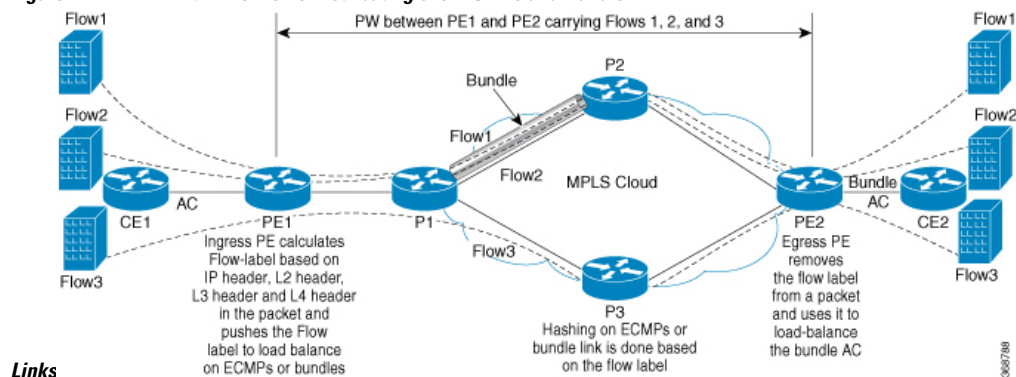 Flow1
PW between PE1 and PE2 carrying Flows 1, 2, and 3
Flow1
P2
Bundle
Flow2
Flow1
Flow2
Flow2
MPLS Cloud
AC
Bundle
AC
CE1
PE1
P1
PE2
CE2
Flow3
Flow3
Flow3
Ingress PE calculates
Flow-label based on
IP header, L2 header,
L3 header and L4 header
in the packet and
pushes the Flow
label to load balance
on ECMPs or bundles
P3
Hashing on ECMPs or
bundle link is done based
on the flow label
Egress PE
removes
the flow label
from a packet
and uses it to
load-balance
the bundle AC
368788
Links